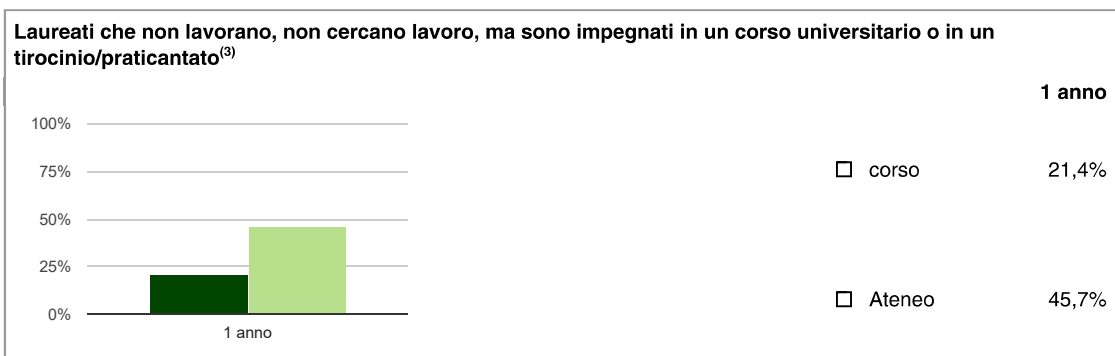 Laureati che non lavorano, non cercano lavoro, ma sono impegnati in un corso universitario o in un
tirocinio/praticantato(3)
1 anno
100%
75%
50%
25%
0%
1 anno
corso 21,4%
Ateneo 45,7%